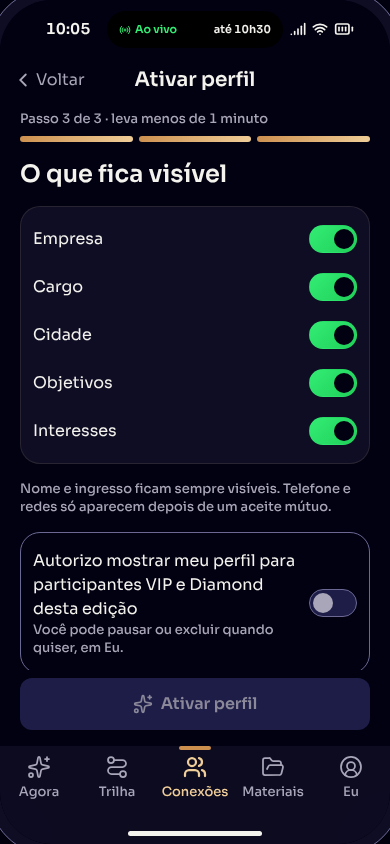 10:05
Ao vivo
até 10h30
Voltar
Ativar perfil
Passo 3 de 3 · leva menos de 1 minuto
O que fica visível
Empresa
Cargo
Cidade
Objetivos
Interesses
Nome e ingresso ficam sempre visíveis. Telefone e
redes só aparecem depois de um aceite mútuo.
Autorizo mostrar meu perfil para
participantes VIP e Diamond
desta edição
Você pode pausar ou excluir quando
quiser, em Eu.
Ativar perfil
Agora
Trilha
Conexões
Materiais
Eu